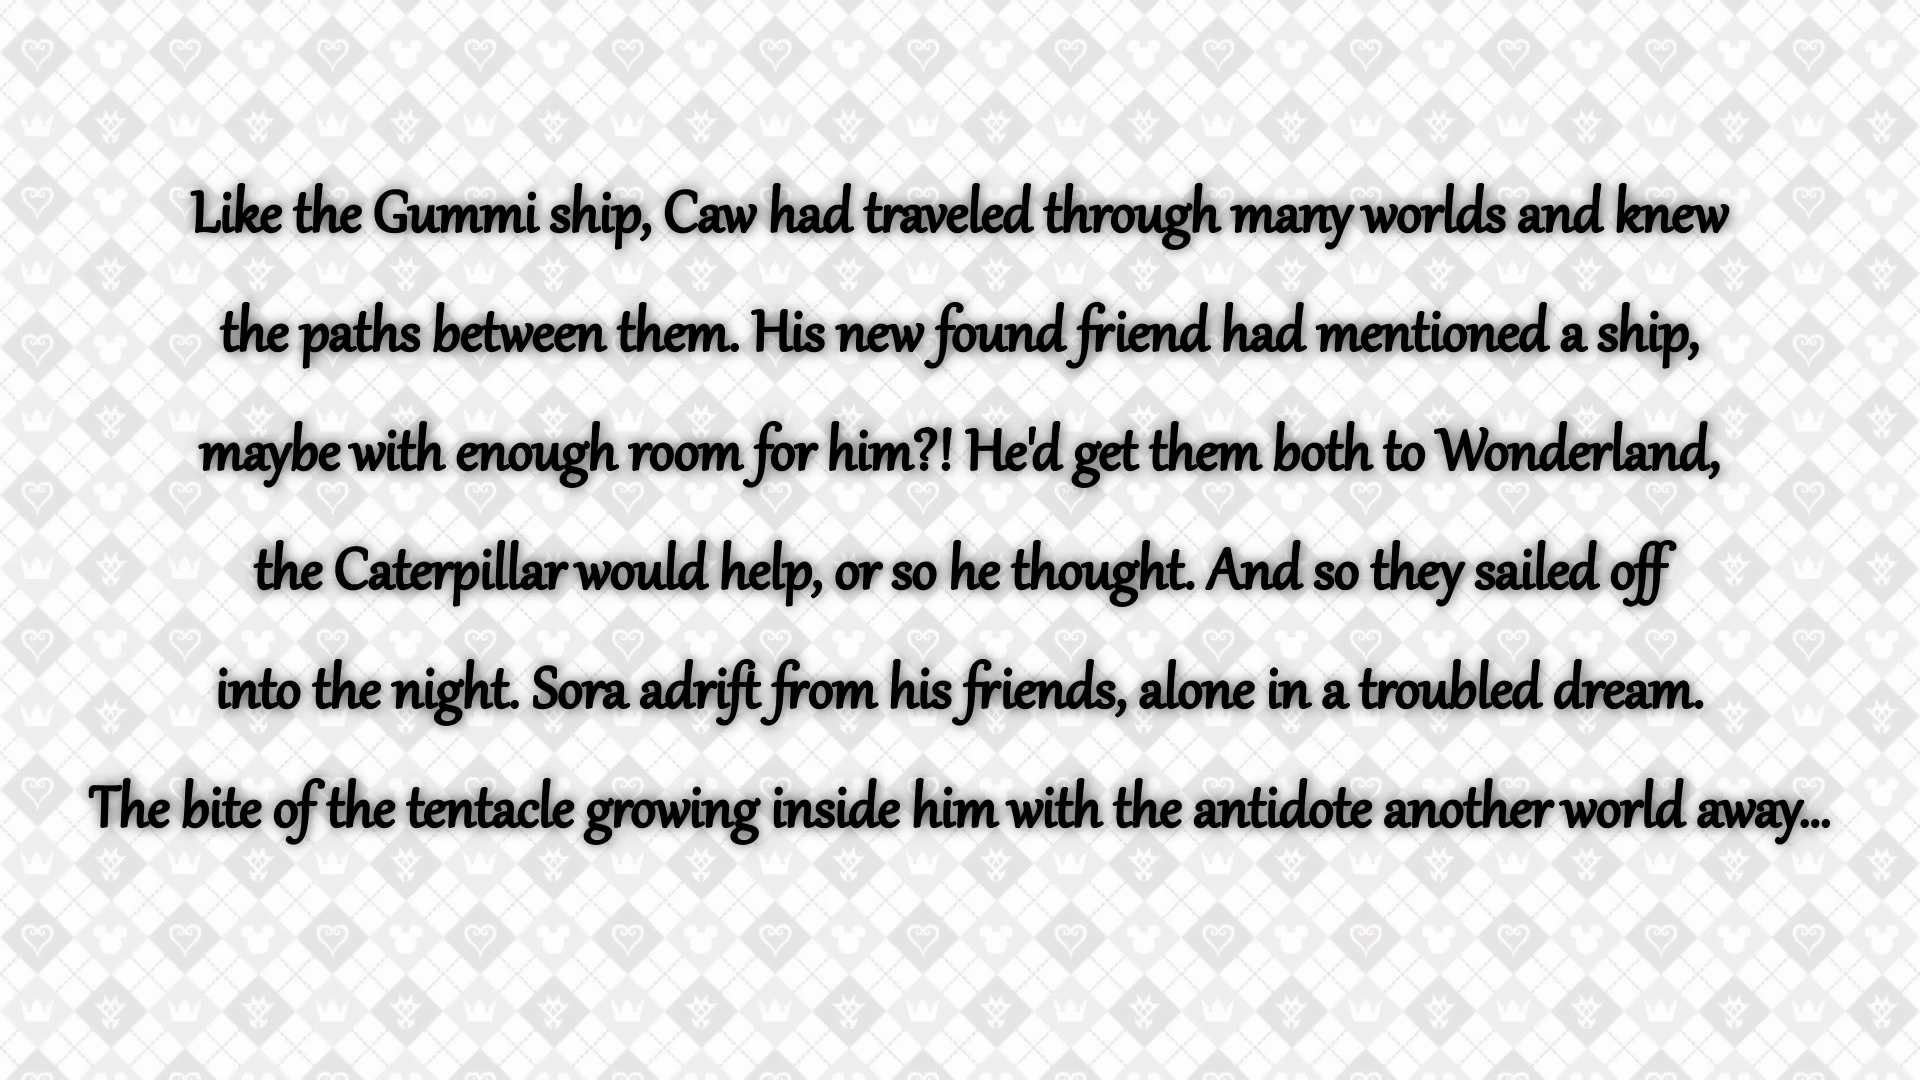 Like the Gummi ship, Caw had traveled through many worlds and knew
the paths between them. His new found friend had mentioned a ship,
maybe with enough room for him?! He'd get them both to Wonderland,
the Caterpillar would help, or so he thought. And so they sailed off
into the night. Sora adrift from his friends, alone in a troubled dream.
The bite of the tentacle growing inside him with the antidote another world away...